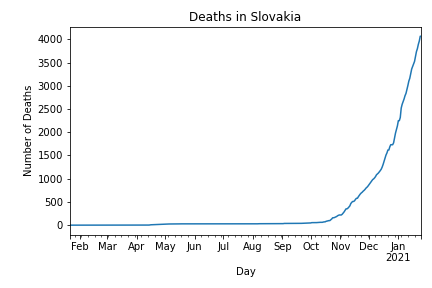 Deaths in Slovakia
Number of Deaths
4000
3500
3000
2500
2000
1500
1000
500
0
Feb Mar Apr May Jun Jul Aug Sep Oct Nov Dec Jan
2021
Day